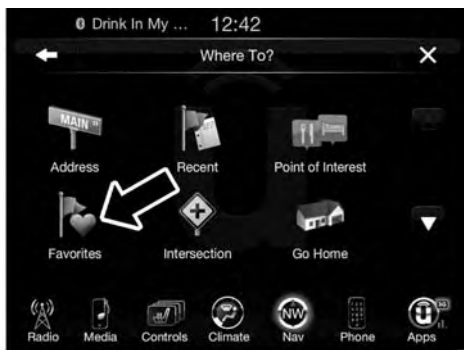 Drink In My ... 12:42
Where To?
MAIN
Address Recent Point of Interest
Favorites Intersection Go Home
NW
Radio Media Controls Climate Nav Phone Apps